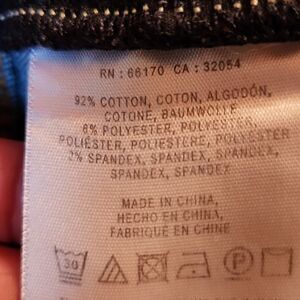 RN : 66170 CA : 32054
92% COTTON, COTON, ALGODÓN,
COTONE, BAUMWOLLE
6% POLYESTER, POLYESTER,
POLIÉSTER, POLIESTERE, POLYESTER
2% SPANDEX, SPANDEX, SPANDEX,
SPANDEX, SPANDEX
MADE IN CHINA,
HECHO EN CHINA,
FABRIQUÉ EN CHINE
30
P